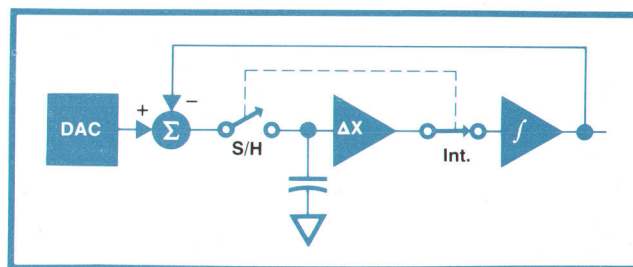 +
−
DAC
Σ
S/H
ΔX
Int.
∫